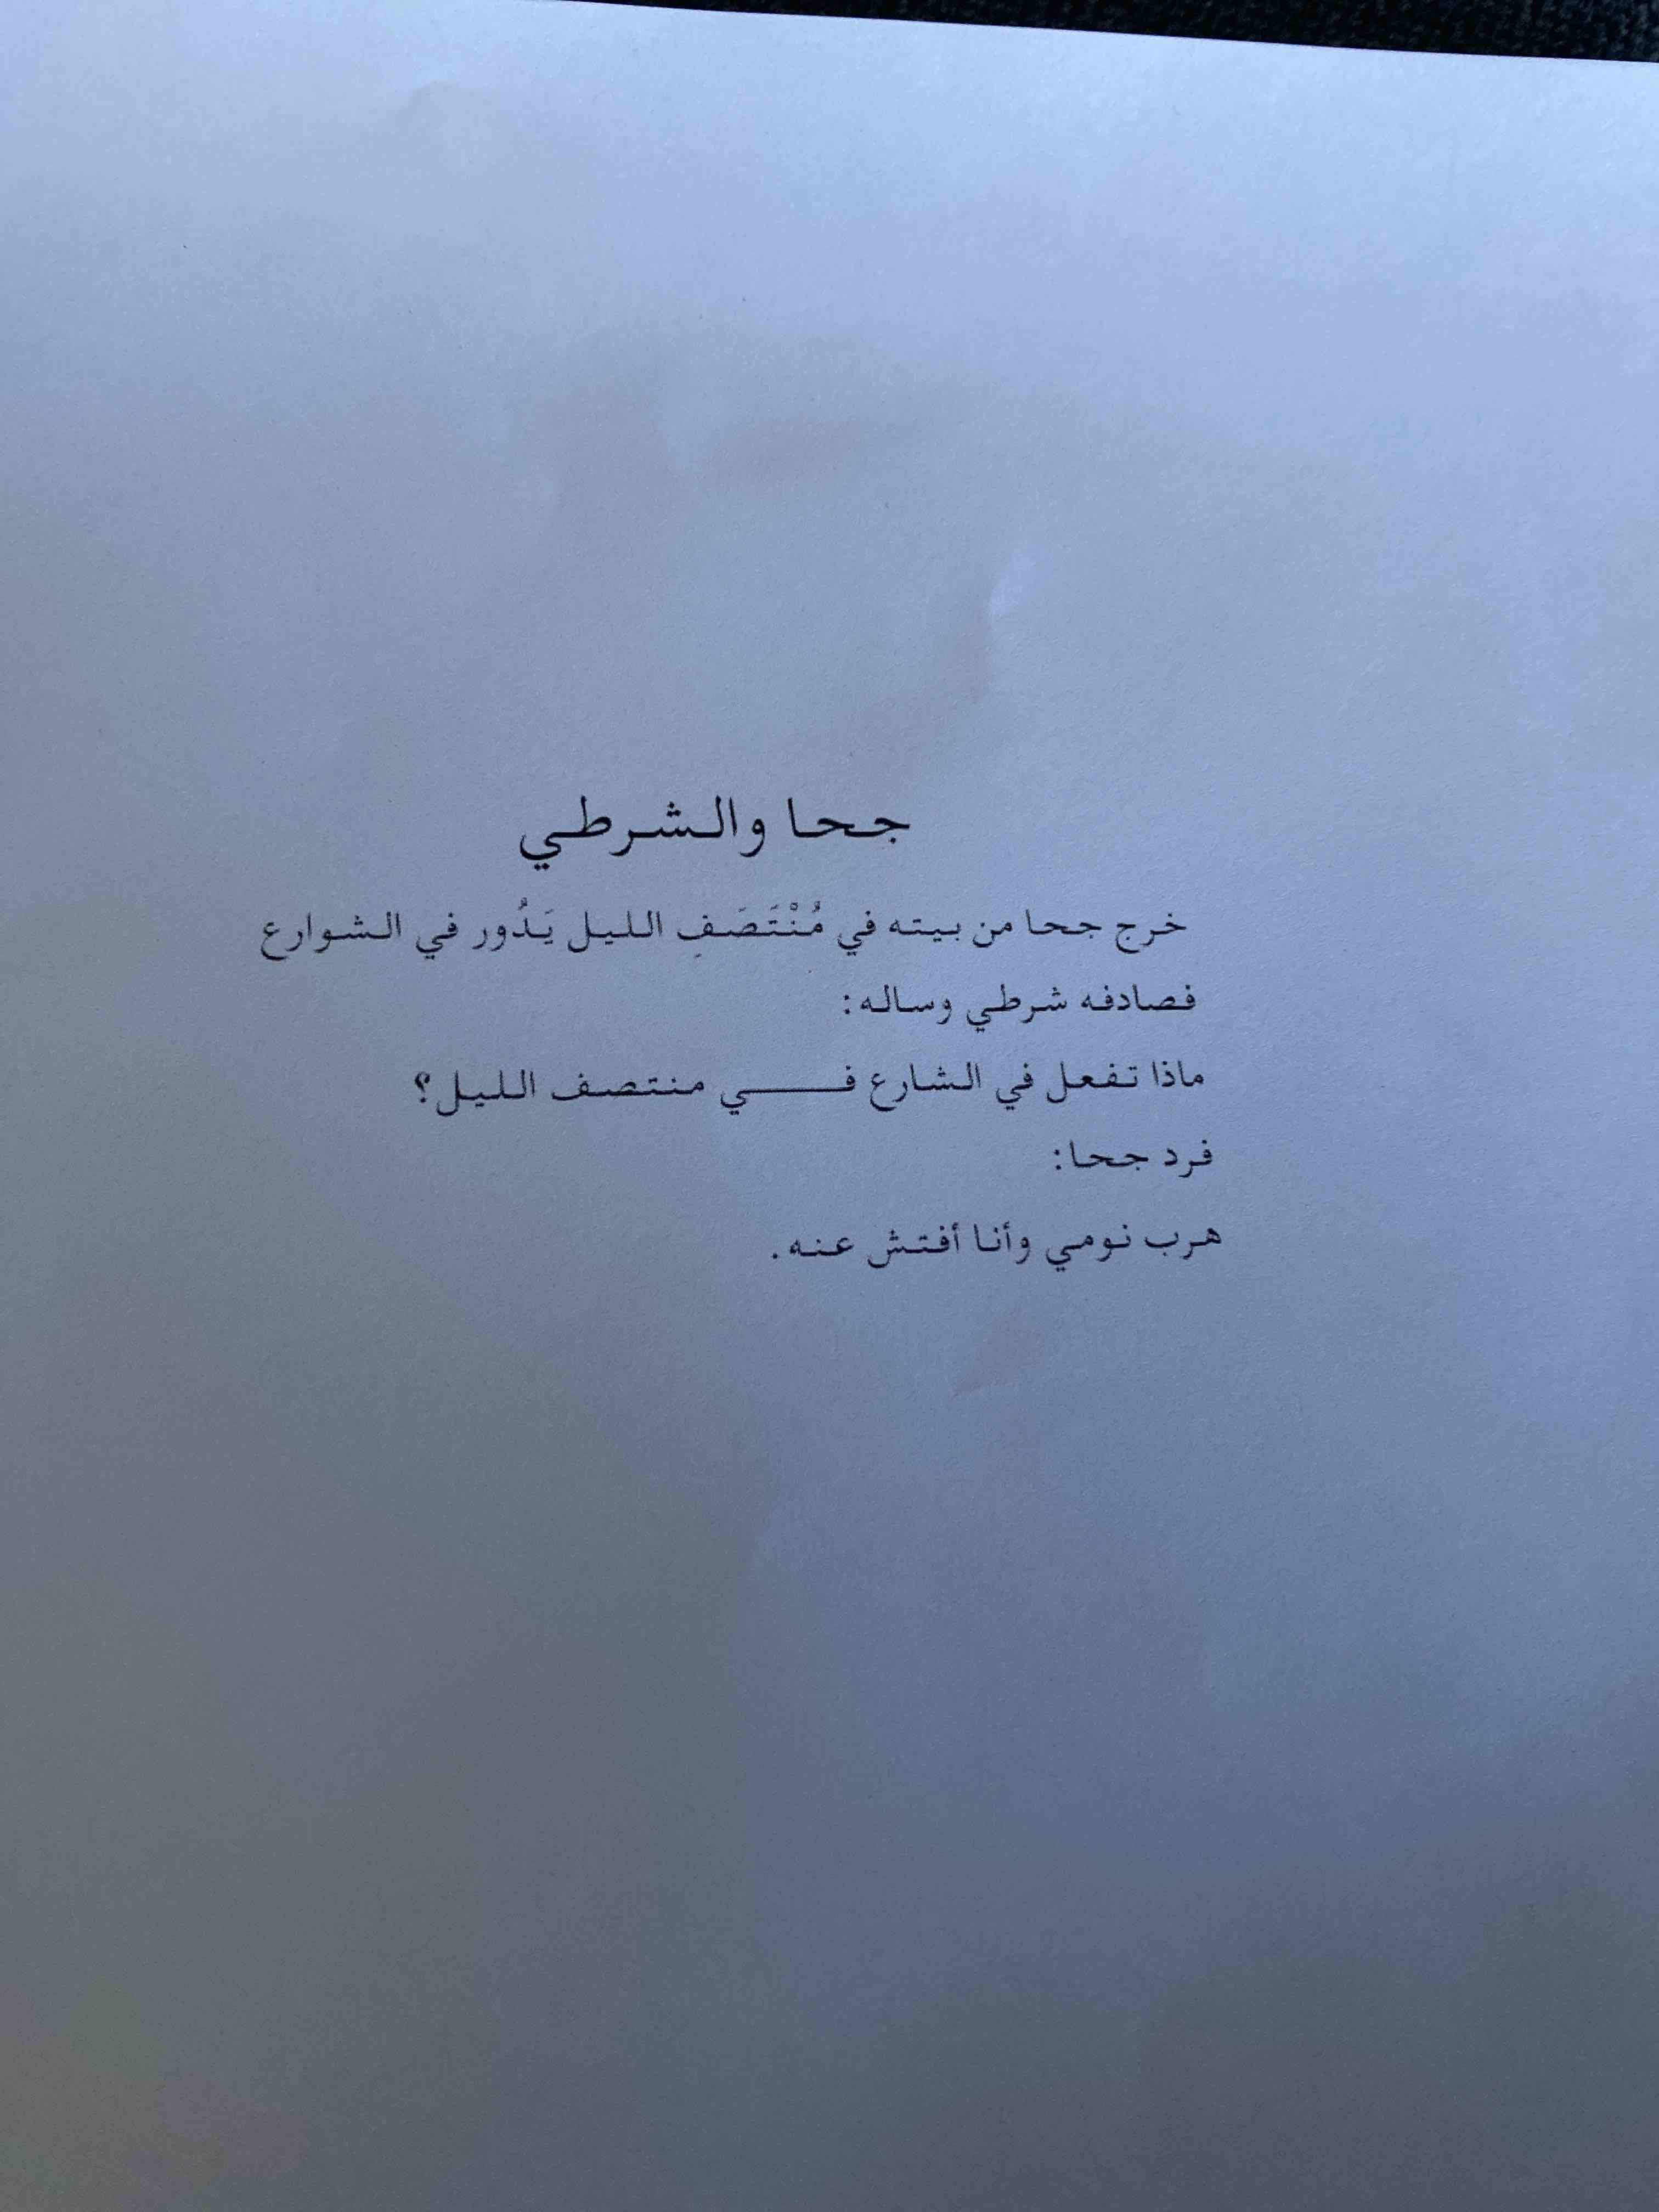 جحا والشرطي
خرج جحا من بيته في مُنْتَصَفِ الليل يَدُور في الشوارع
فصادفه شرطي وساله:
ماذا تفعل في الشارع فـــــي منتصف الليل؟
فرد جحا:
هرب نومي وأنا أفتش عنه.